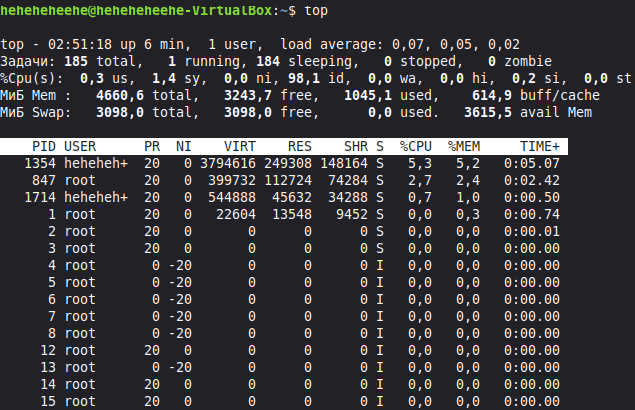 heheheheehe@heheheheehe-VirtualBox:~$ top
top - 02:51:18 up 6 min,  1 user,  load average: 0,07, 0,05, 0,02
Задачи: 185 total,   1 running, 184 sleeping,   0 stopped,   0 zombie
%Cpu(s):  0,3 us,  1,4 sy,  0,0 ni, 98,1 id,  0,0 wa,  0,0 hi,  0,2 si,  0,0 st
МиБ Mem :   4660,6 total,   3243,7 free,   1045,1 used,    614,9 buff/cache
МиБ Swap:   3098,0 total,   3098,0 free,      0,0 used.   3615,5 avail Mem
PID USER      PR  NI    VIRT    RES    SHR S  %CPU  %MEM     TIME+
1354 heheheh+  20   0 3794616 249308 148164 S   5,3   5,2   0:05.07
847 root      20   0  399732 112724  74284 S   2,7   2,4   0:02.42
1714 heheheh+  20   0  544888  45632  34288 S   0,7   1,0   0:00.50
1 root      20   0   22604  13548   9452 S   0,0   0,3   0:00.74
2 root      20   0       0      0      0 S   0,0   0,0   0:00.01
3 root      20   0       0      0      0 S   0,0   0,0   0:00.00
4 root       0 -20       0      0      0 I   0,0   0,0   0:00.00
5 root       0 -20       0      0      0 I   0,0   0,0   0:00.00
6 root       0 -20       0      0      0 I   0,0   0,0   0:00.00
7 root       0 -20       0      0      0 I   0,0   0,0   0:00.00
8 root       0 -20       0      0      0 I   0,0   0,0   0:00.00
12 root      20   0       0      0      0 I   0,0   0,0   0:00.00
13 root       0 -20       0      0      0 I   0,0   0,0   0:00.00
14 root      20   0       0      0      0 I   0,0   0,0   0:00.00
15 root      20   0       0      0      0 I   0,0   0,0   0:00.00